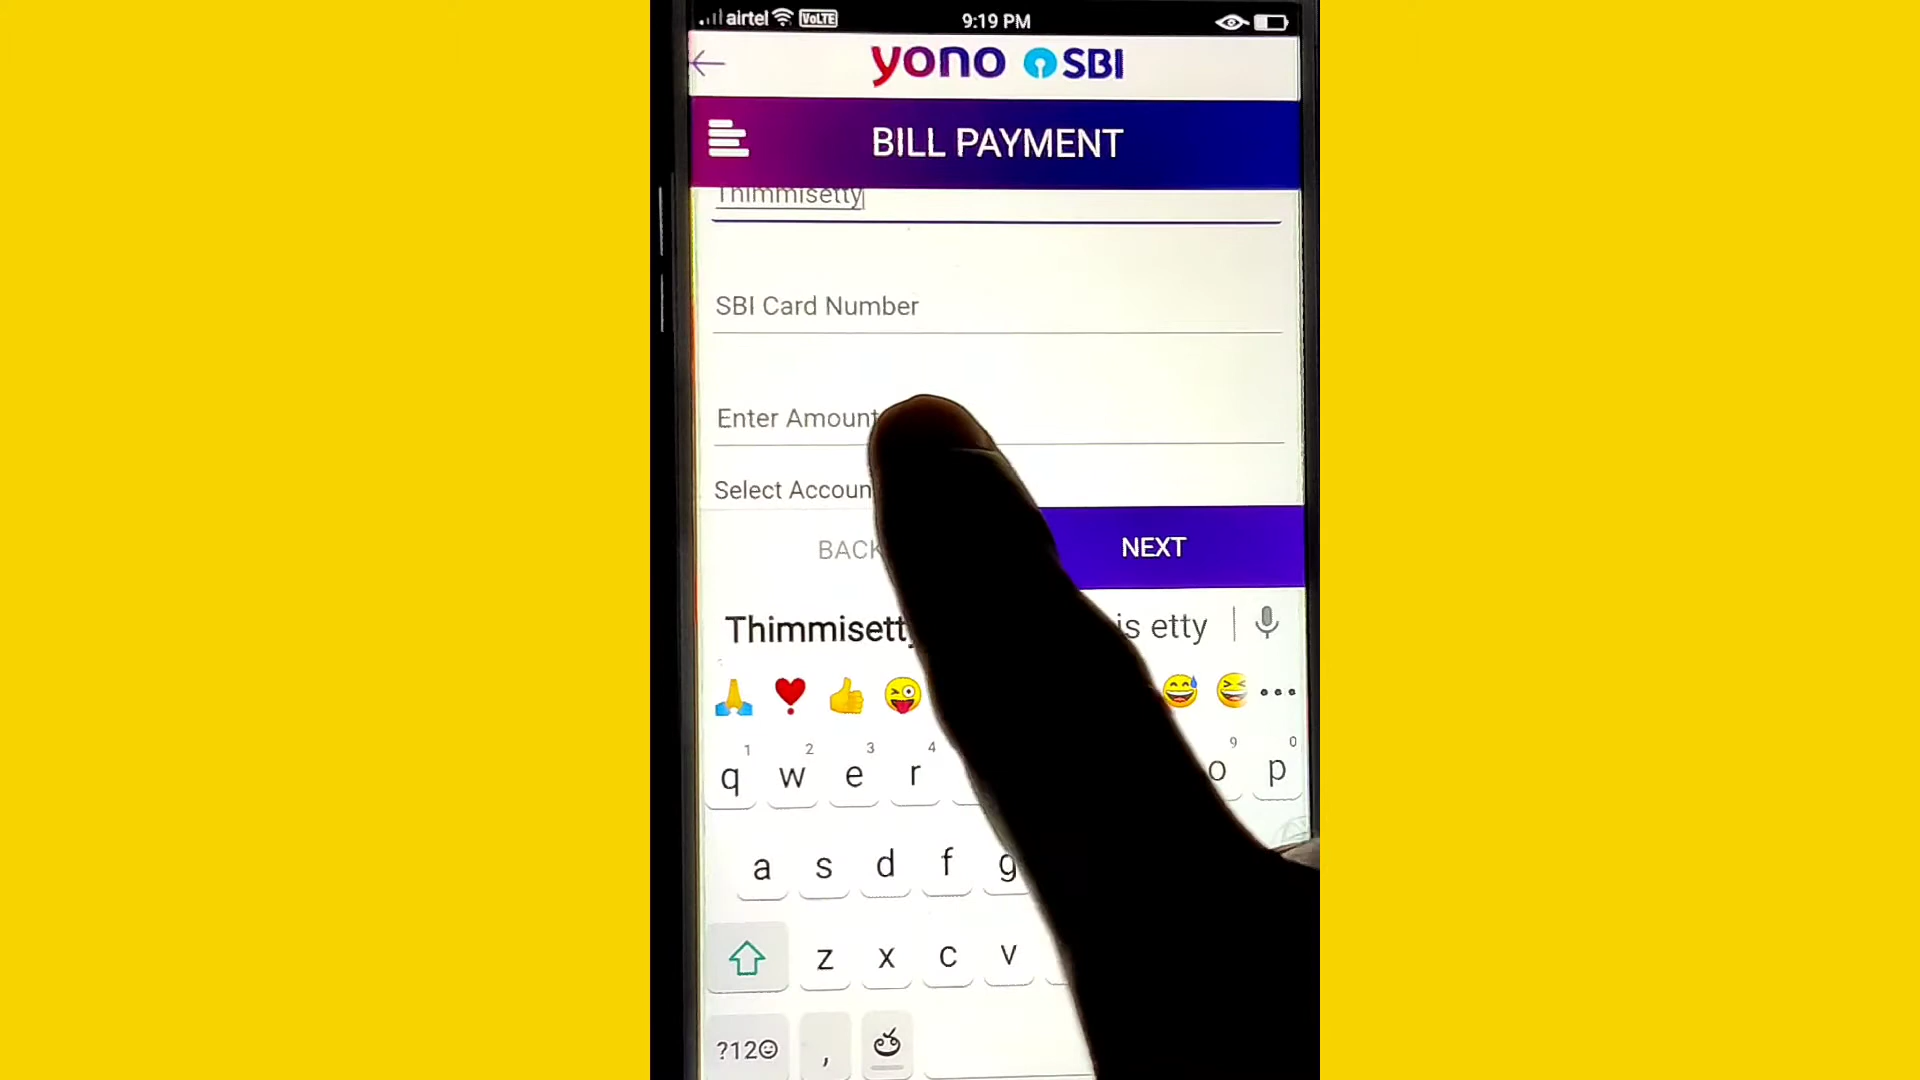 airtel VoLTE 9:19 PM
yono SBI
BILL PAYMENT
Thimmisetty
SBI Card Number
Enter Amount
Select Accoun
BACK NEXT
Thimmisetty is etty
1 2 3 4 9 0
q w e r o p
a s d f g
z x c v
?12 , త